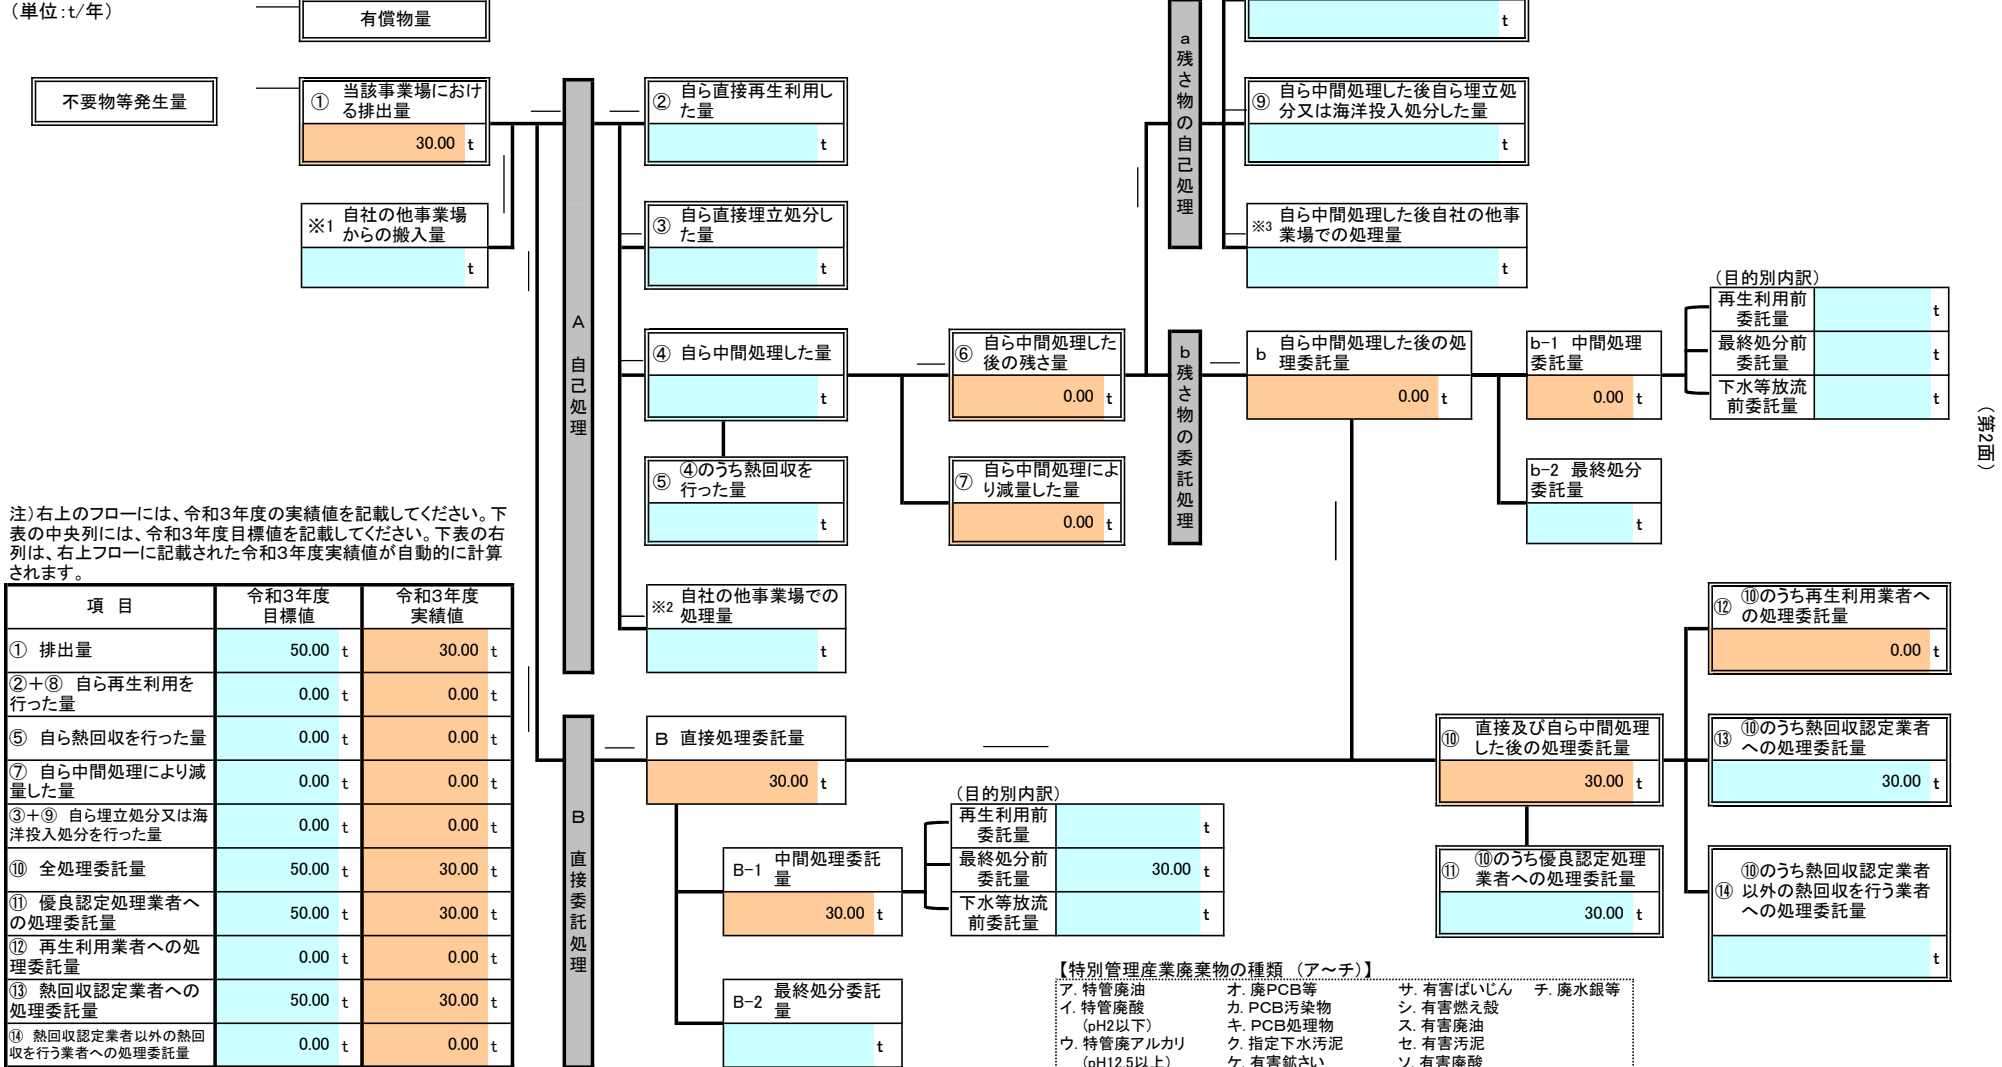 （単位：t/年）
有償物量
不要物等発生量
① 当該事業場におけ
る排出量
30.00 t
※1 自社の他事業場
からの搬入量
t
A 自己処理
② 自ら直接再生利用し
た量
t
③ 自ら直接埋立処分し
た量
t
④ 自ら中間処理した量
t
⑤ ④のうち熱回収を
行った量
t
※2 自社の他事業場での
処理量
t
⑥ 自ら中間処理した
後の残さ量
0.00 t
⑦ 自ら中間処理によ
り減量した量
0.00 t
a 残さ物の自己処理
t
⑨ 自ら中間処理した後自ら埋立処
分又は海洋投入処分した量
t
※3 自ら中間処理した後自社の他事
業場での処理量
t
b 残さ物の委託処理
b 自ら中間処理した後の処
理委託量
0.00 t
b-1 中間処理
委託量
0.00 t
b-2 最終処分
委託量
t
（目的別内訳）
再生利用前
委託量
t
最終処分前
委託量
t
下水等放流
前委託量
t
（第2面）
注）右上のフローには、令和3年度の実績値を記載してください。下
表の中央列には、令和3年度目標値を記載してください。下表の右
列は、右上フローに記載された令和3年度実績値が自動的に計算
されます。
項 目
令和3年度
目標値
令和3年度
実績値
① 排出量
50.00 t 30.00 t
②＋⑧ 自ら再生利用を
行った量
0.00 t 0.00 t
⑤ 自ら熱回収を行った量
0.00 t 0.00 t
⑦ 自ら中間処理により減
量した量
0.00 t 0.00 t
③＋⑨ 自ら埋立処分又は海
洋投入処分を行った量
0.00 t 0.00 t
⑩ 全処理委託量
50.00 t 30.00 t
⑪ 優良認定処理業者へ
の処理委託量
50.00 t 30.00 t
⑫ 再生利用業者への処
理委託量
0.00 t 0.00 t
⑬ 熱回収認定業者への
処理委託量
50.00 t 30.00 t
⑭ 熱回収認定業者以外の熱回
収を行う業者への処理委託量
0.00 t 0.00 t
B 直接委託処理
B 直接処理委託量
30.00 t
B-1 中間処理委託
量
30.00 t
B-2 最終処分委託
量
t
（目的別内訳）
再生利用前
委託量
t
最終処分前
委託量
30.00 t
下水等放流
前委託量
t
⑩ 直接及び自ら中間処理
した後の処理委託量
30.00 t
⑪ ⑩のうち優良認定処理
業者への処理委託量
30.00 t
⑫ ⑩のうち再生利用業者へ
の処理委託量
0.00 t
⑬ ⑩のうち熱回収認定業者
への処理委託量
30.00 t
⑭ ⑩のうち熱回収認定業者
以外の熱回収を行う業者
への処理委託量
t
【特別管理産業廃棄物の種類 （ア～チ）】
ア. 特管廃油 オ. 廃PCB等 サ. 有害ばいじん チ. 廃水銀等
イ. 特管廃酸 カ. PCB汚染物 シ. 有害燃え殻
（pH2以下） キ. PCB処理物 ス. 有害廃油
ウ. 特管廃アルカリ ク. 指定下水汚泥 セ. 有害汚泥
（pH12.5以上） ケ. 有害鉱さい ソ. 有害廃酸